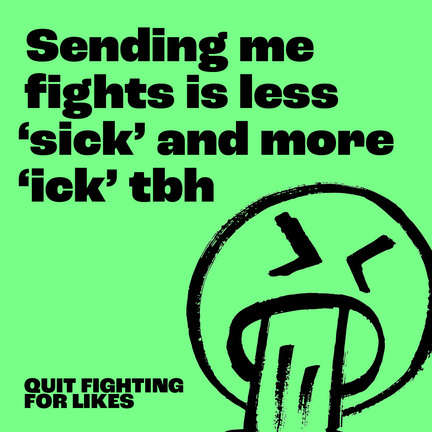 Sending me
fights is less
‘sick’ and more
‘ick’ tbh
QUIT FIGHTING
FOR LIKES